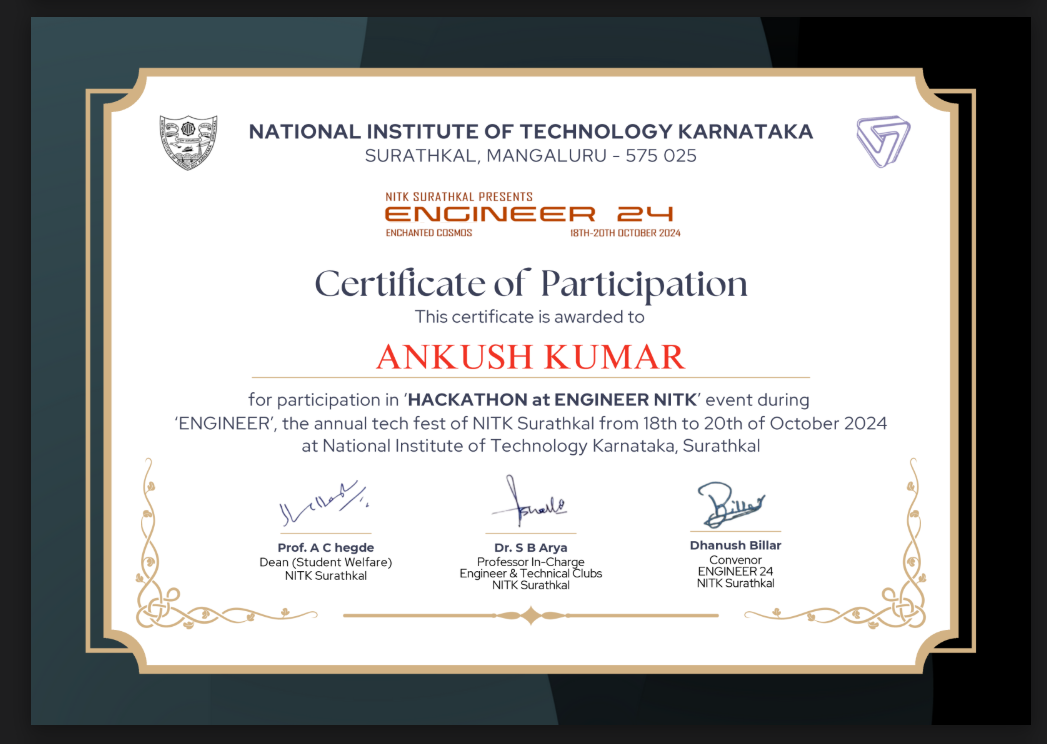 NATIONAL INSTITUTE OF TECHNOLOGY KARNATAKA
SURATHKAL, MANGALURU - 575 025
NITK SURATHKAL PRESENTS
ENGINEER 24
ENCHANTED COSMOS 18TH-20TH OCTOBER 2024
Certificate of Participation
This certificate is awarded to
ANKUSH KUMAR
for participation in 'HACKATHON at ENGINEER NITK' event during
'ENGINEER', the annual tech fest of NITK Surathkal from 18th to 20th of October 2024
at National Institute of Technology Karnataka, Surathkal
Prof. A C hegde
Dean (Student Welfare)
NITK Surathkal
Dr. S B Arya
Professor In-Charge
Engineer & Technical Clubs
NITK Surathkal
Billar
Dhanush Billar
Convenor
ENGINEER 24
NITK Surathkal